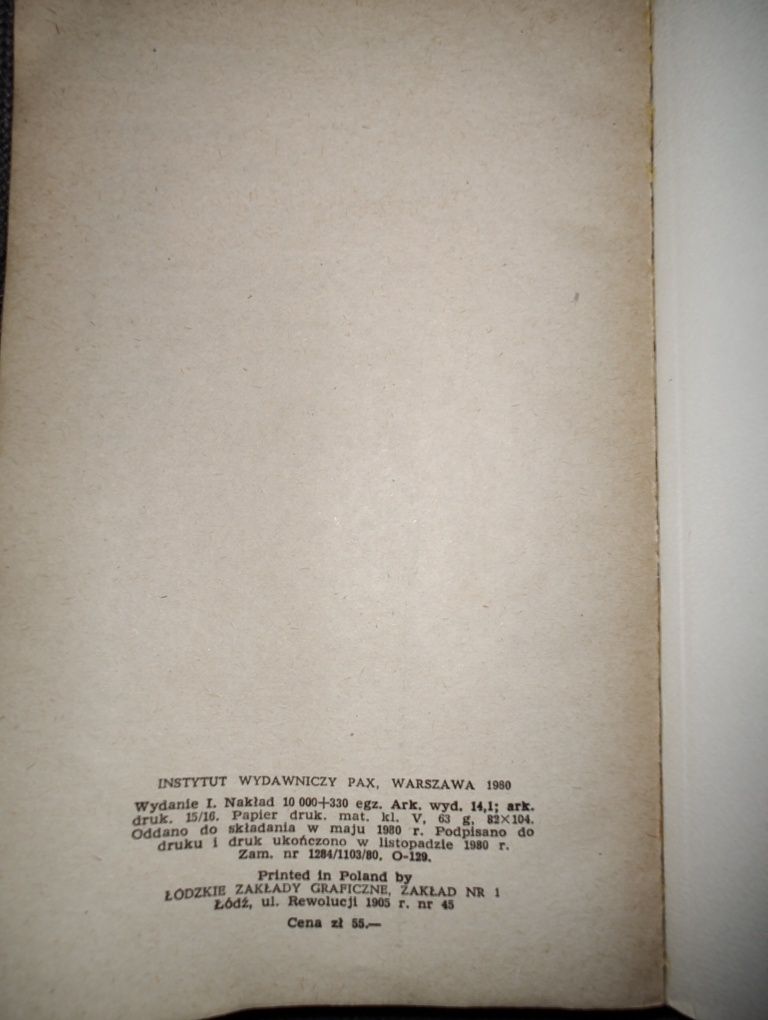 INSTYTUT WYDAWNICZY PAX, WARSZAWA 1980
Wydanie I. Nakład 10 000+330 egz. Ark. wyd. 14,1; ark.
druk. 15/16. Papier druk. mat. kl. V, 63 g, 82×104.
Oddano do składania w maju 1980 r. Podpisano do
druku i druk ukończono w listopadzie 1980 r.
Zam. nr 1284/1103/80. O-129.
Printed in Poland by
ŁÓDZKIE ZAKŁADY GRAFICZNE, ZAKŁAD NR 1
Łódź, ul. Rewolucji 1905 r. nr 45
Cena zł 55.—